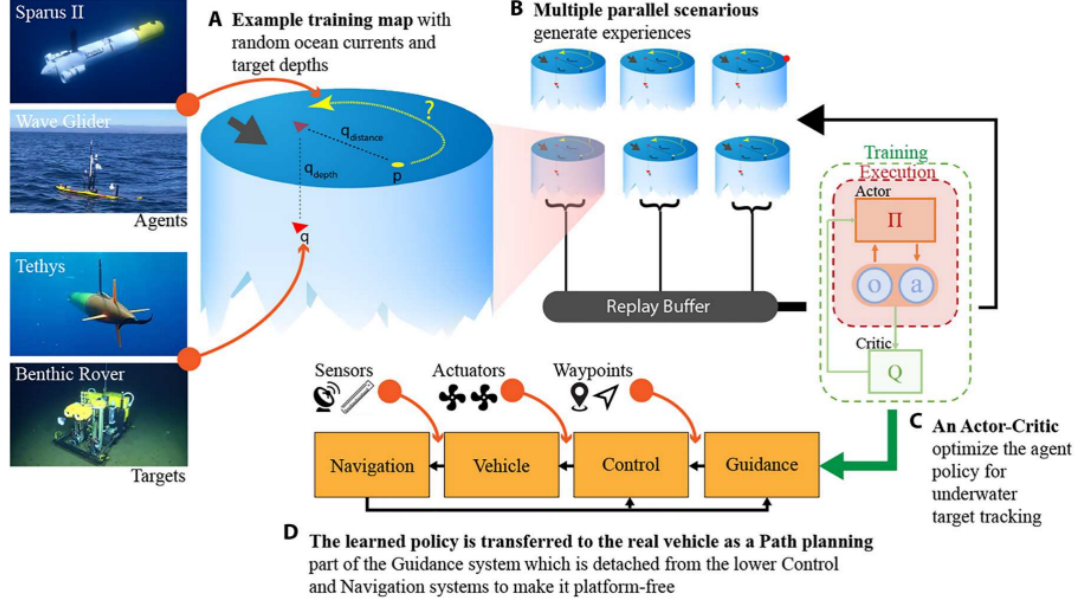 Sparus II
Wave Glider
Agents
Tethys
Benthic Rover
Targets
A Example training map with
random ocean currents and
target depths
?
q distance
q depth
p
q
B Multiple parallel scenarious
generate experiences
Replay Buffer
Training
Execution
Actor
Π
o a
Critic
Q
C An Actor-Critic
optimize the agent
policy for
underwater
target tracking
Sensors
Actuators
Waypoints
Navigation
Vehicle
Control
Guidance
D The learned policy is transferred to the real vehicle as a Path planning
part of the Guidance system which is detached from the lower Control
and Navigation systems to make it platform-free